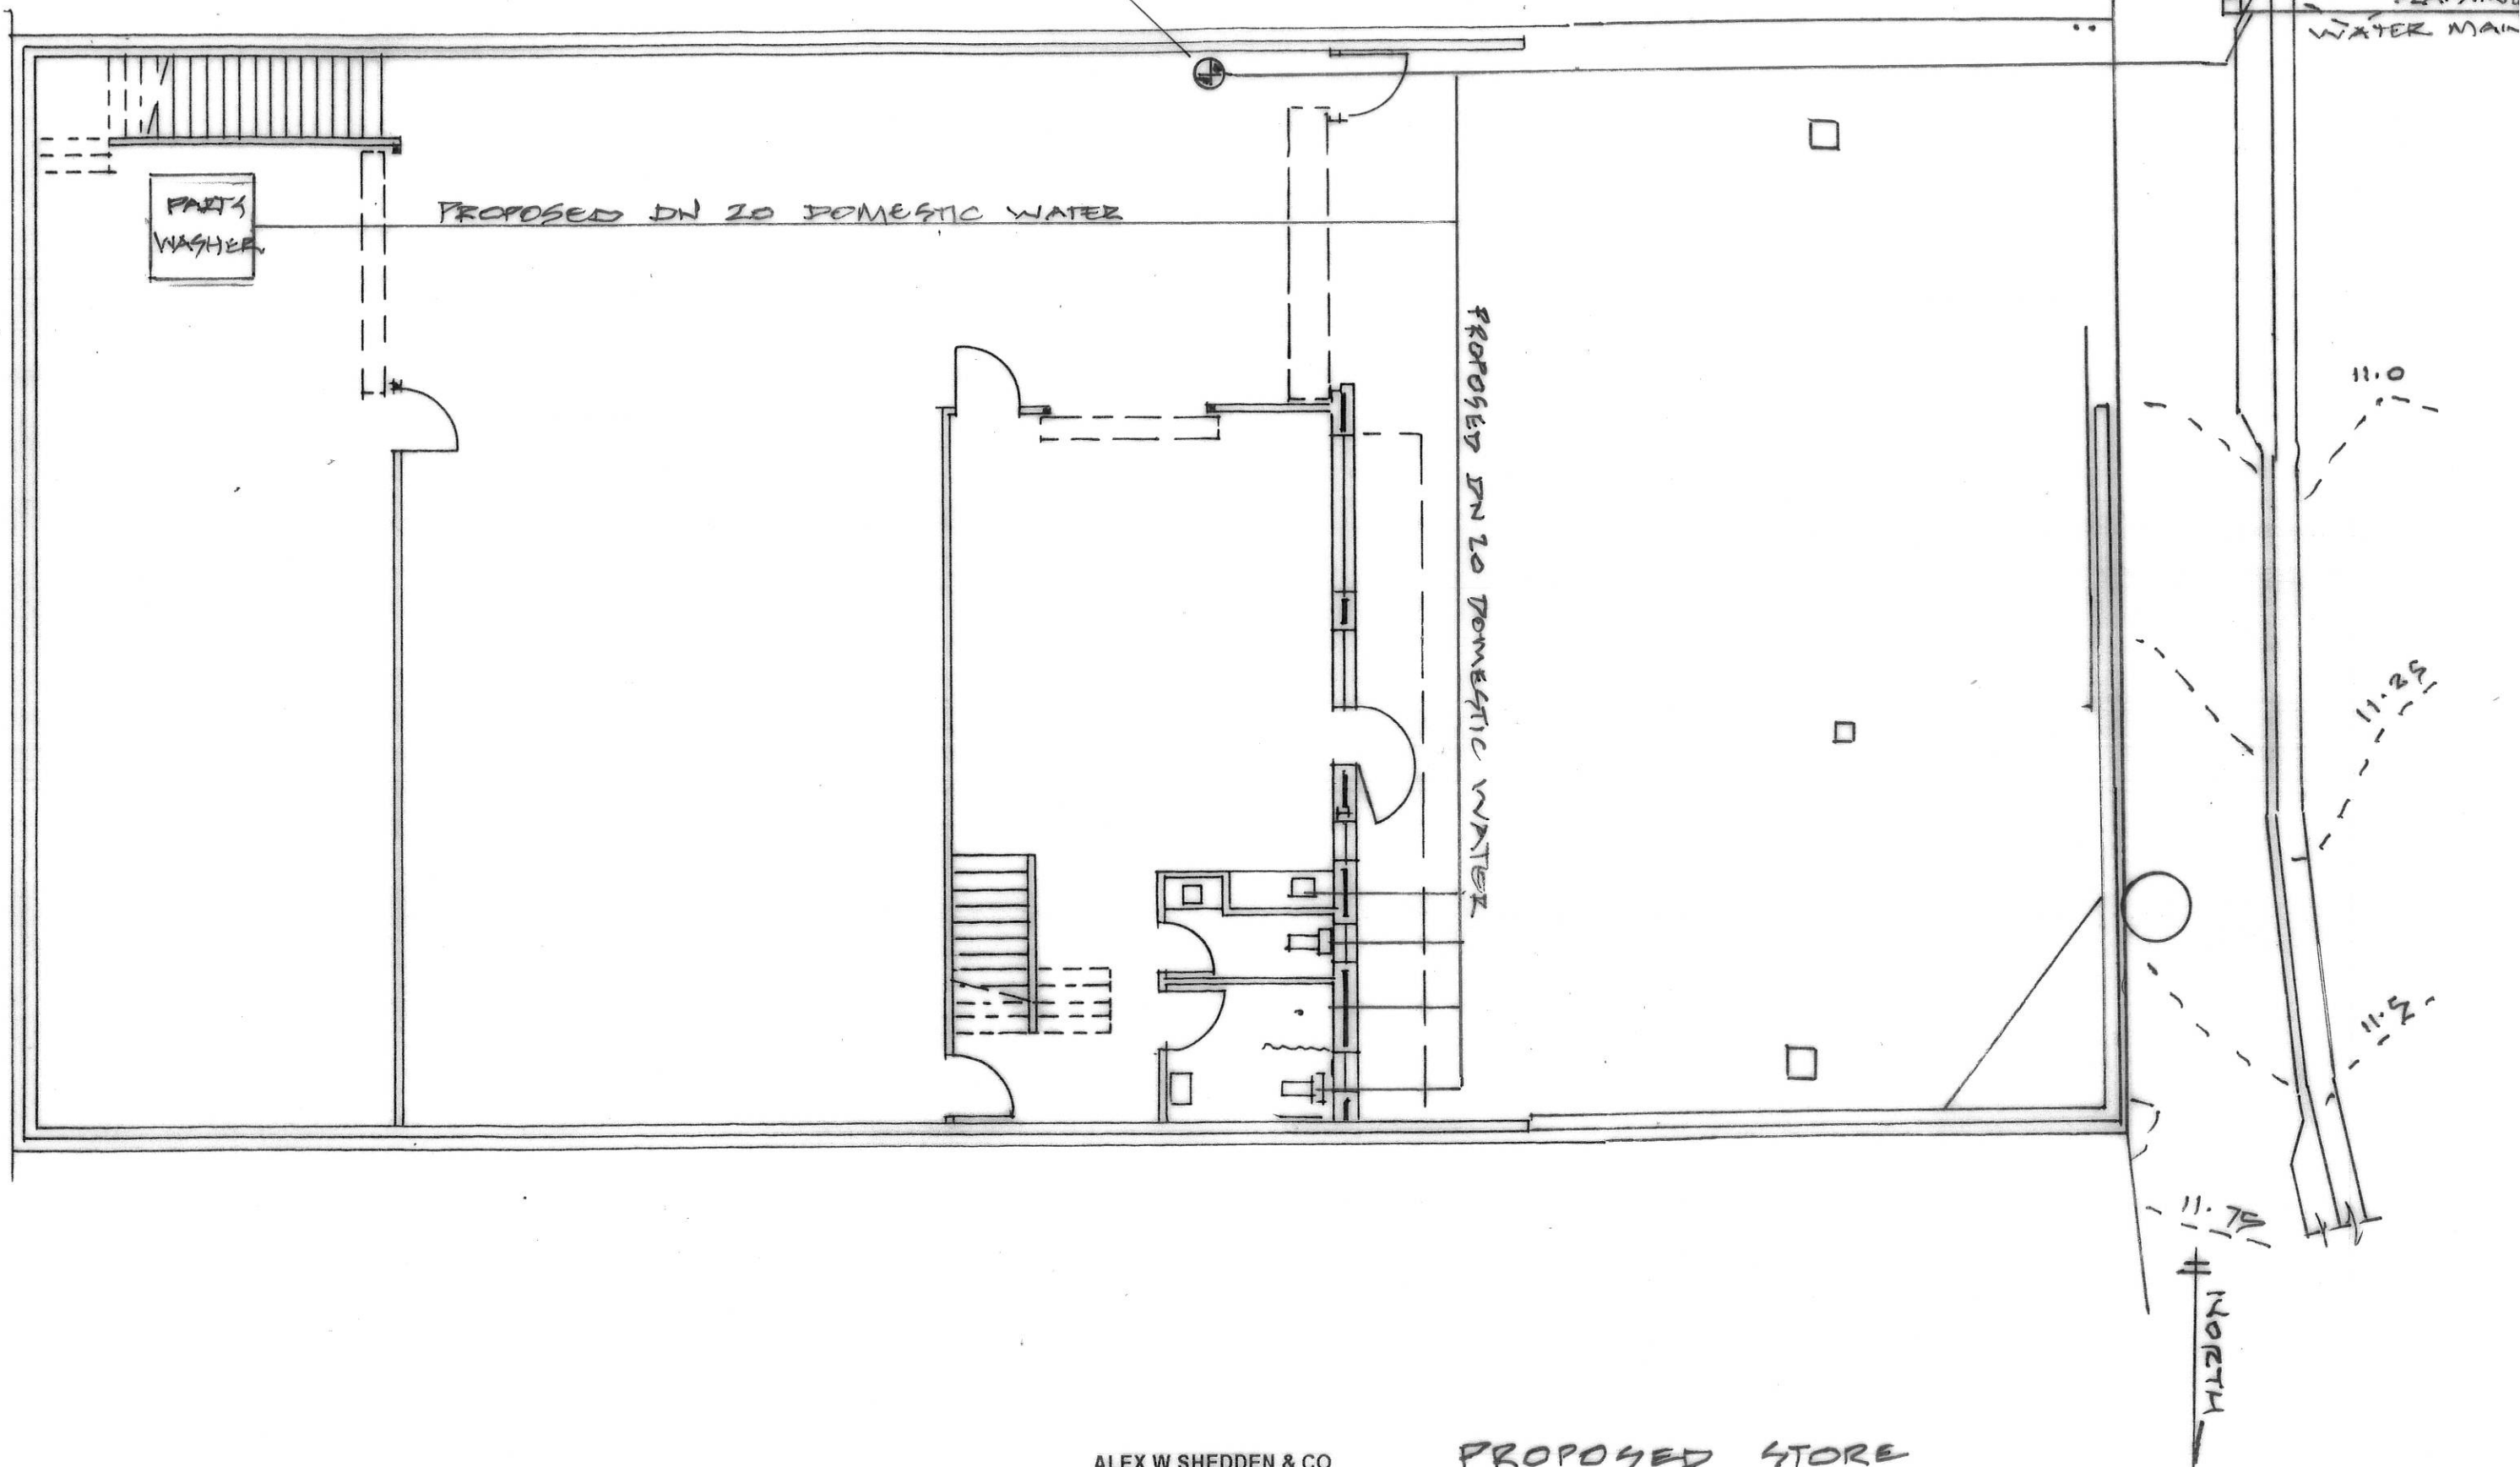 WATER MAIN
PARTS
WASHER
PROPOSED DN 20 DOMESTIC WATER
PROPOSED DN 20 DOMESTIC WATER
11.0
11.25
11.5
11.75
NORTH
ALEX W SHEDDEN & CO
PROPOSED STORE